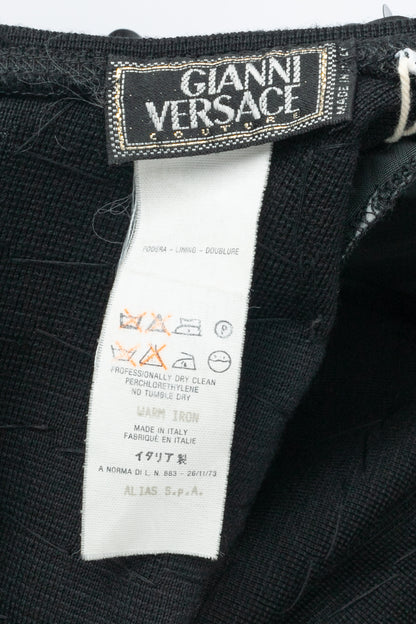 GIANNI
VERSACE
COUTURE
MADE IN ITALY
FODERA - LINING - DOUBLURE
P
PROFESSIONALLY DRY CLEAN
PERCHLORETHYLENE
NO TUMBLE DRY
WARM IRON
MADE IN ITALY
FABRIQUÉ EN ITALIE
イタリア製
A NORMA DI L. N. 883 - 26/11/73
ALIAS S.p.A.